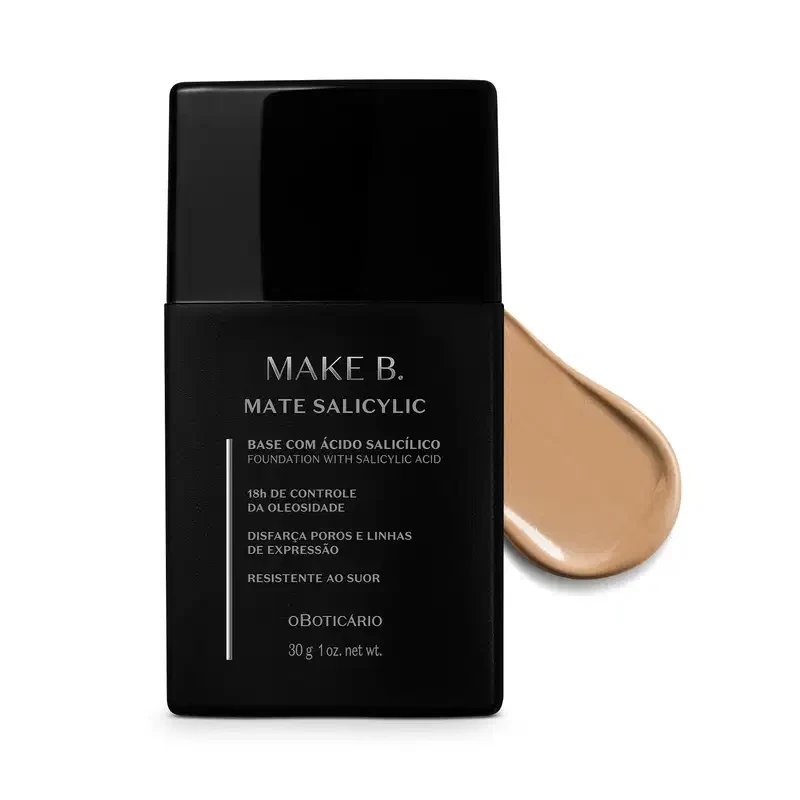 MAKE B.
MATE SALICYLIC
BASE COM ÁCIDO SALICÍLICO
FOUNDATION WITH SALICYLIC ACID
18h DE CONTROLE
DA OLEOSIDADE
DISFARÇA POROS E LINHAS
DE EXPRESSÃO
RESISTENTE AO SUOR
oBOTICÁRIO
30 g 1 oz. net wt.